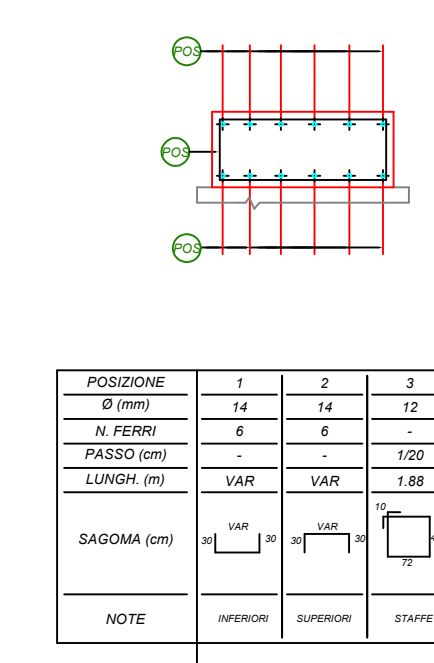 POS
POS
POS
POSIZIONE 1 2 3
Ø (mm) 14 14 12
N. FERRI 6 6 -
PASSO (cm) - - 1/20
LUNGH. (m) VAR VAR 1.88
SAGOMA (cm) 30 VAR 30 30 VAR 30 10 72
NOTE INFERIORI SUPERIORI STAFFE